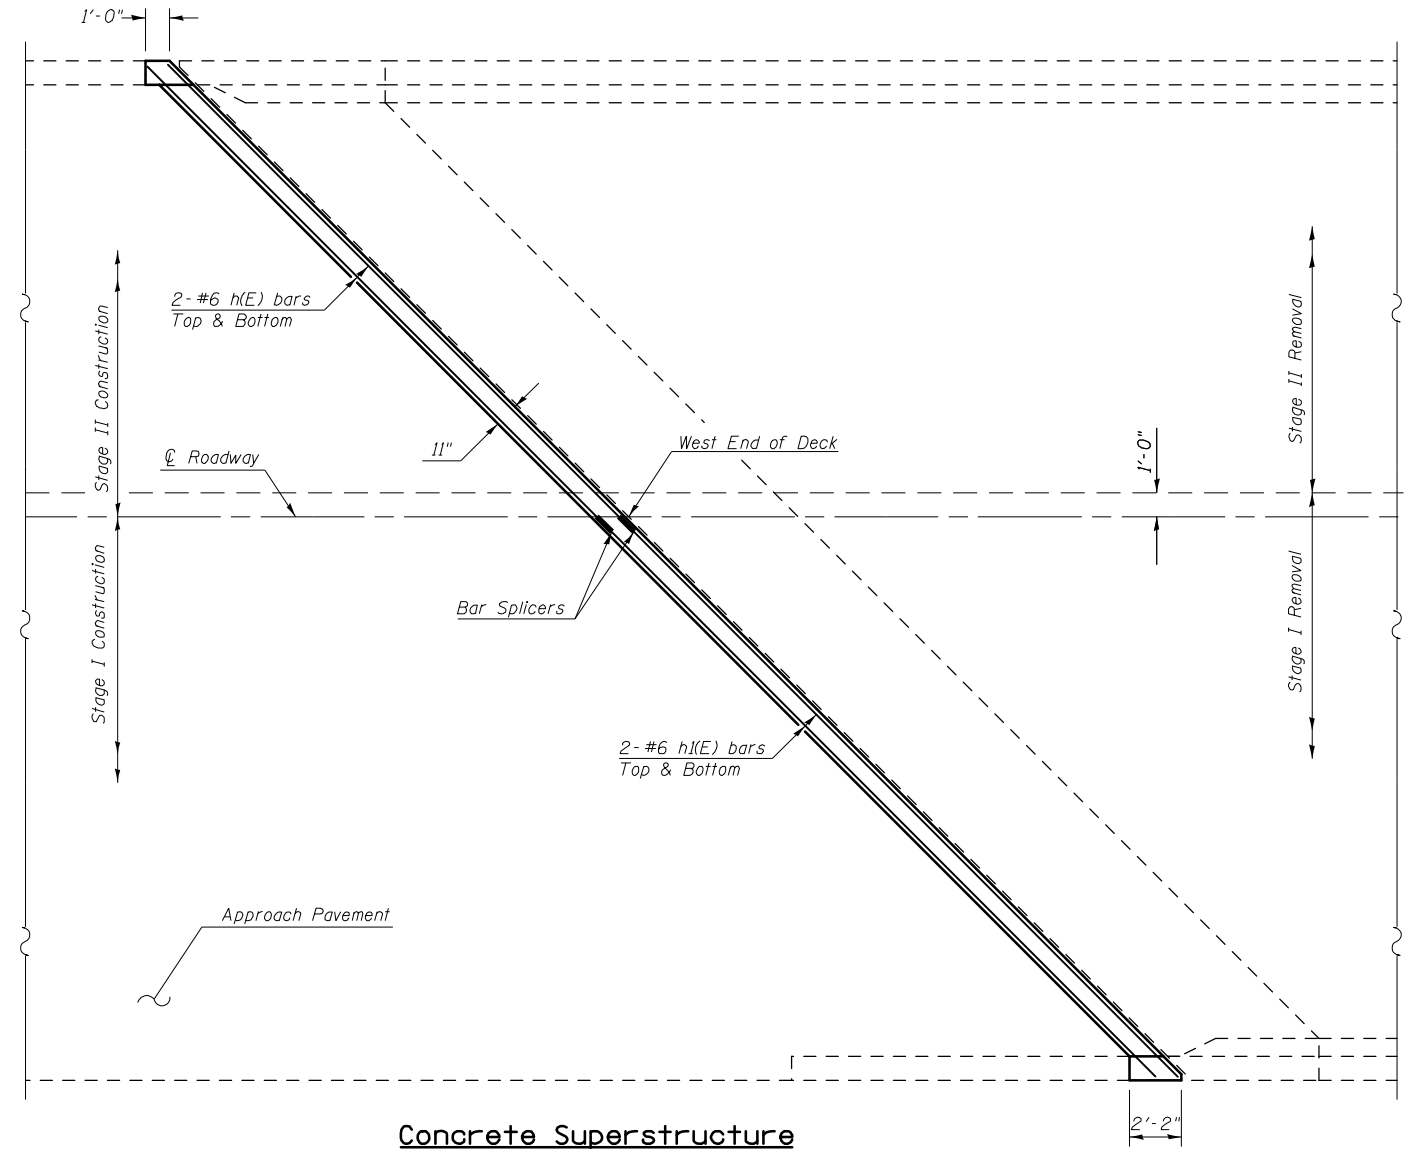 1'-0"
2-#6 h(E) bars
Top & Bottom
Stage II Construction
Stage II Removal
11"
West End of Deck
1'-0"
℄ Roadway
Stage I Construction
Stage I Removal
Bar Splicers
2-#6 h1(E) bars
Top & Bottom
Approach Pavement
2'-2"
Concrete Superstructure